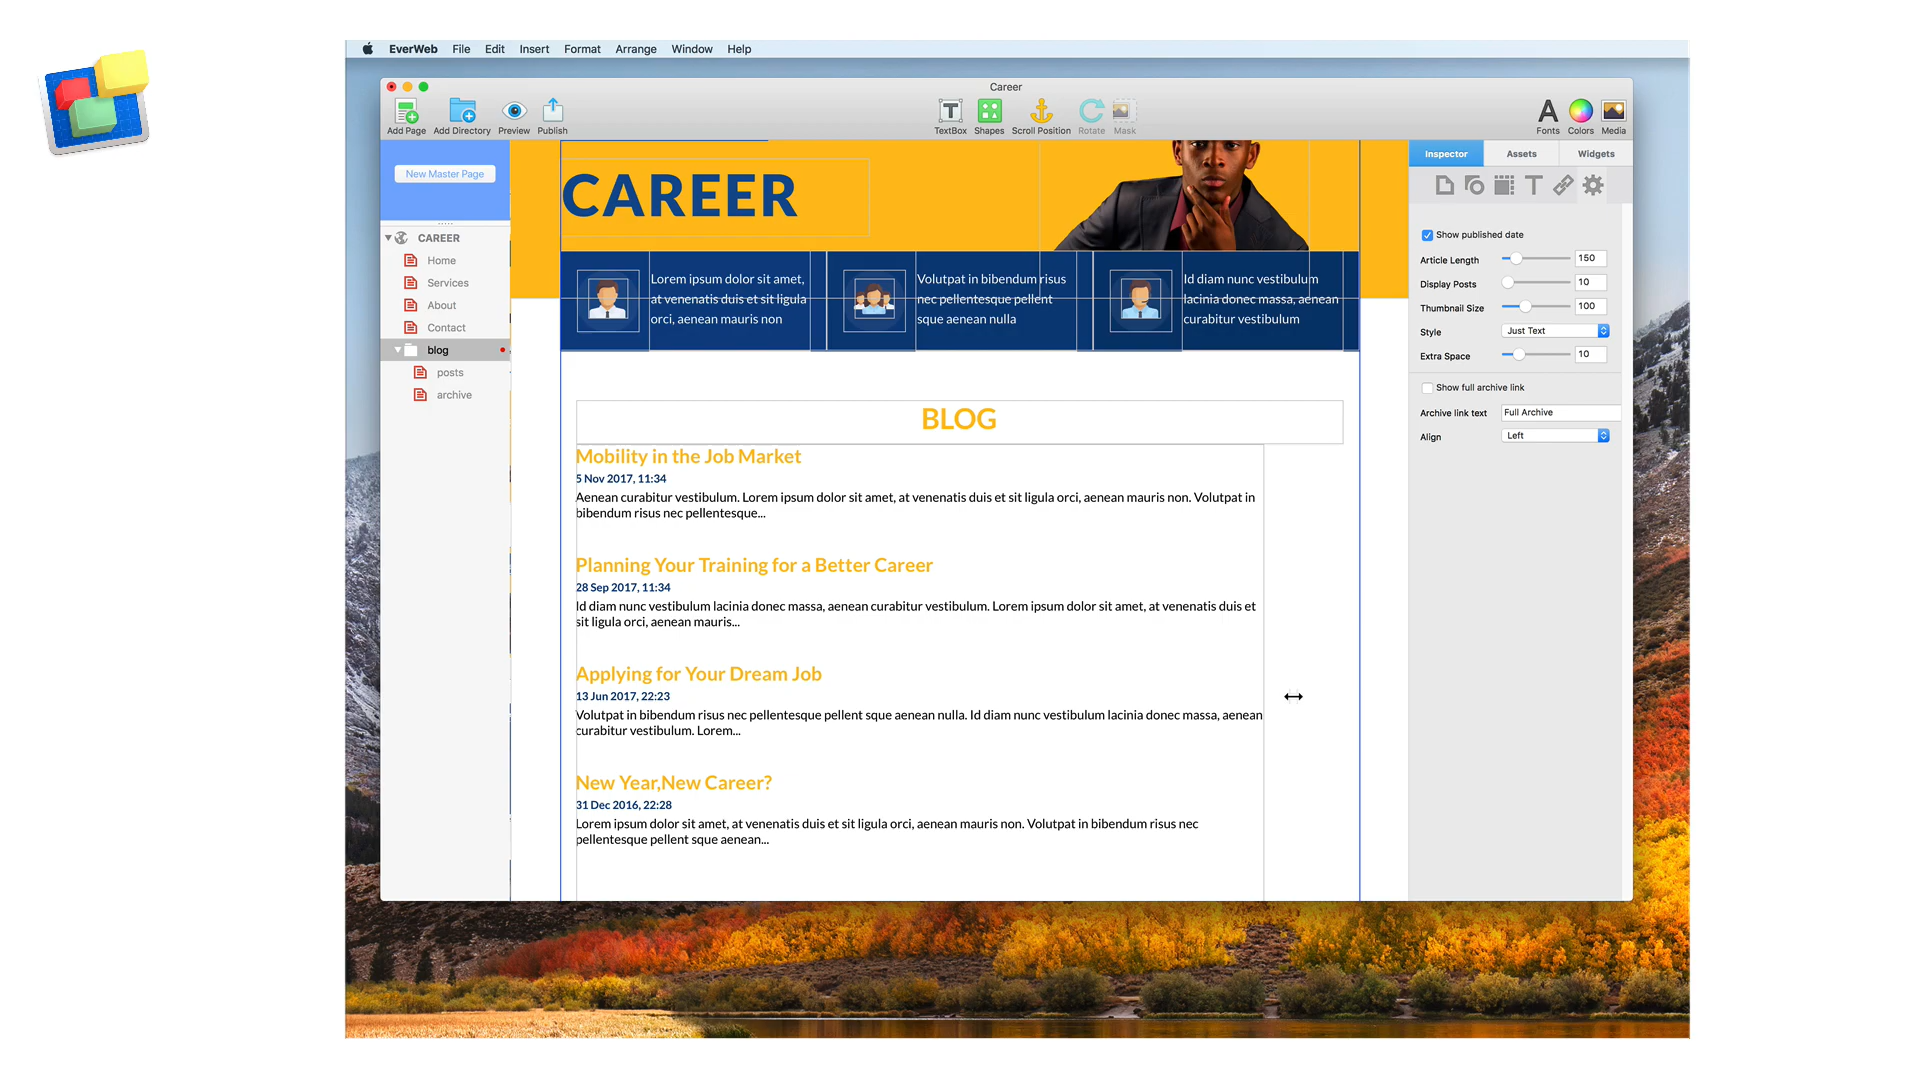 EverWeb File Edit Insert Format Arrange Window Help
Career
Add Page Add Directory Preview Publish TextBox Shapes Scroll Position Rotate Mask Fonts Colors Media
New Master Page
CAREER
Home
Services
About
Contact
blog
posts
archive
CAREER
Lorem ipsum dolor sit amet,
at venenatis duis et sit ligula
orci, aenean mauris non
Volutpat in bibendum risus
nec pellentesque pellent
sque aenean nulla
Id diam nunc vestibulum
lacinia donec massa, aenean
curabitur vestibulum
BLOG
Mobility in the Job Market
5 Nov 2017, 11:34
Aenean curabitur vestibulum. Lorem ipsum dolor sit amet, at venenatis duis et sit ligula orci, aenean mauris non. Volutpat in
bibendum risus nec pellentesque...
Planning Your Training for a Better Career
28 Sep 2017, 11:34
Id diam nunc vestibulum lacinia donec massa, aenean curabitur vestibulum. Lorem ipsum dolor sit amet, at venenatis duis et
sit ligula orci, aenean mauris...
Applying for Your Dream Job
13 Jun 2017, 22:23
Volutpat in bibendum risus nec pellentesque pellent sque aenean nulla. Id diam nunc vestibulum lacinia donec massa, aenean
curabitur vestibulum. Lorem...
New Year,New Career?
31 Dec 2016, 22:28
Lorem ipsum dolor sit amet, at venenatis duis et sit ligula orci, aenean mauris non. Volutpat in bibendum risus nec
pellentesque pellent sque aenean...
Inspector Assets Widgets
Show published date
Article Length 150
Display Posts 10
Thumbnail Size 100
Style Just Text
Extra Space 10
Show full archive link
Archive link text Full Archive
Align Left